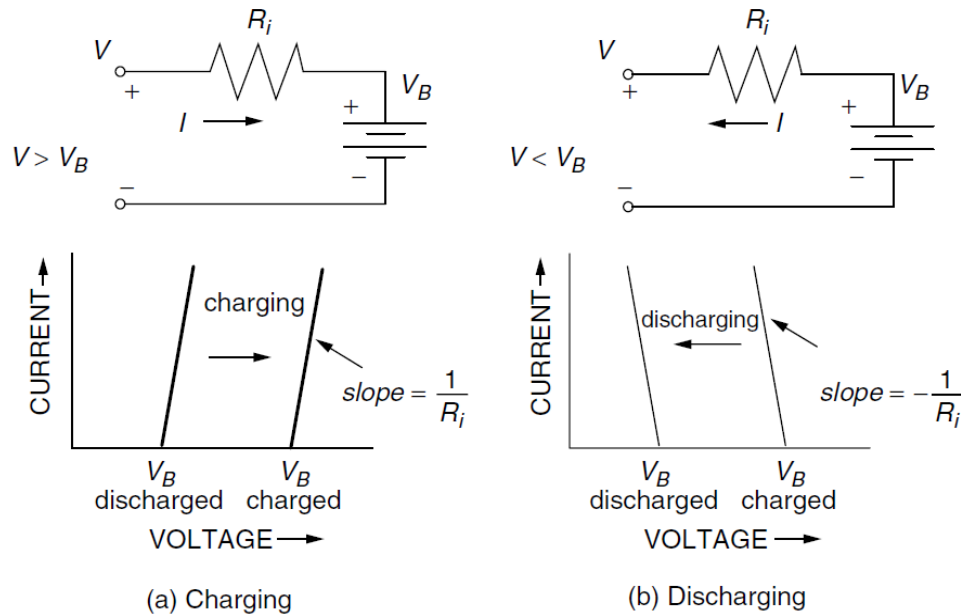 R_i
V
+
V_B
+
I →
V > V_B
−
−
CURRENT →
charging
slope = 1/R_i
V_B discharged
V_B charged
VOLTAGE →
(a) Charging
R_i
V
+
V_B
+
← I
V < V_B
−
−
CURRENT →
discharging
slope = − 1/R_i
V_B discharged
V_B charged
VOLTAGE →
(b) Discharging